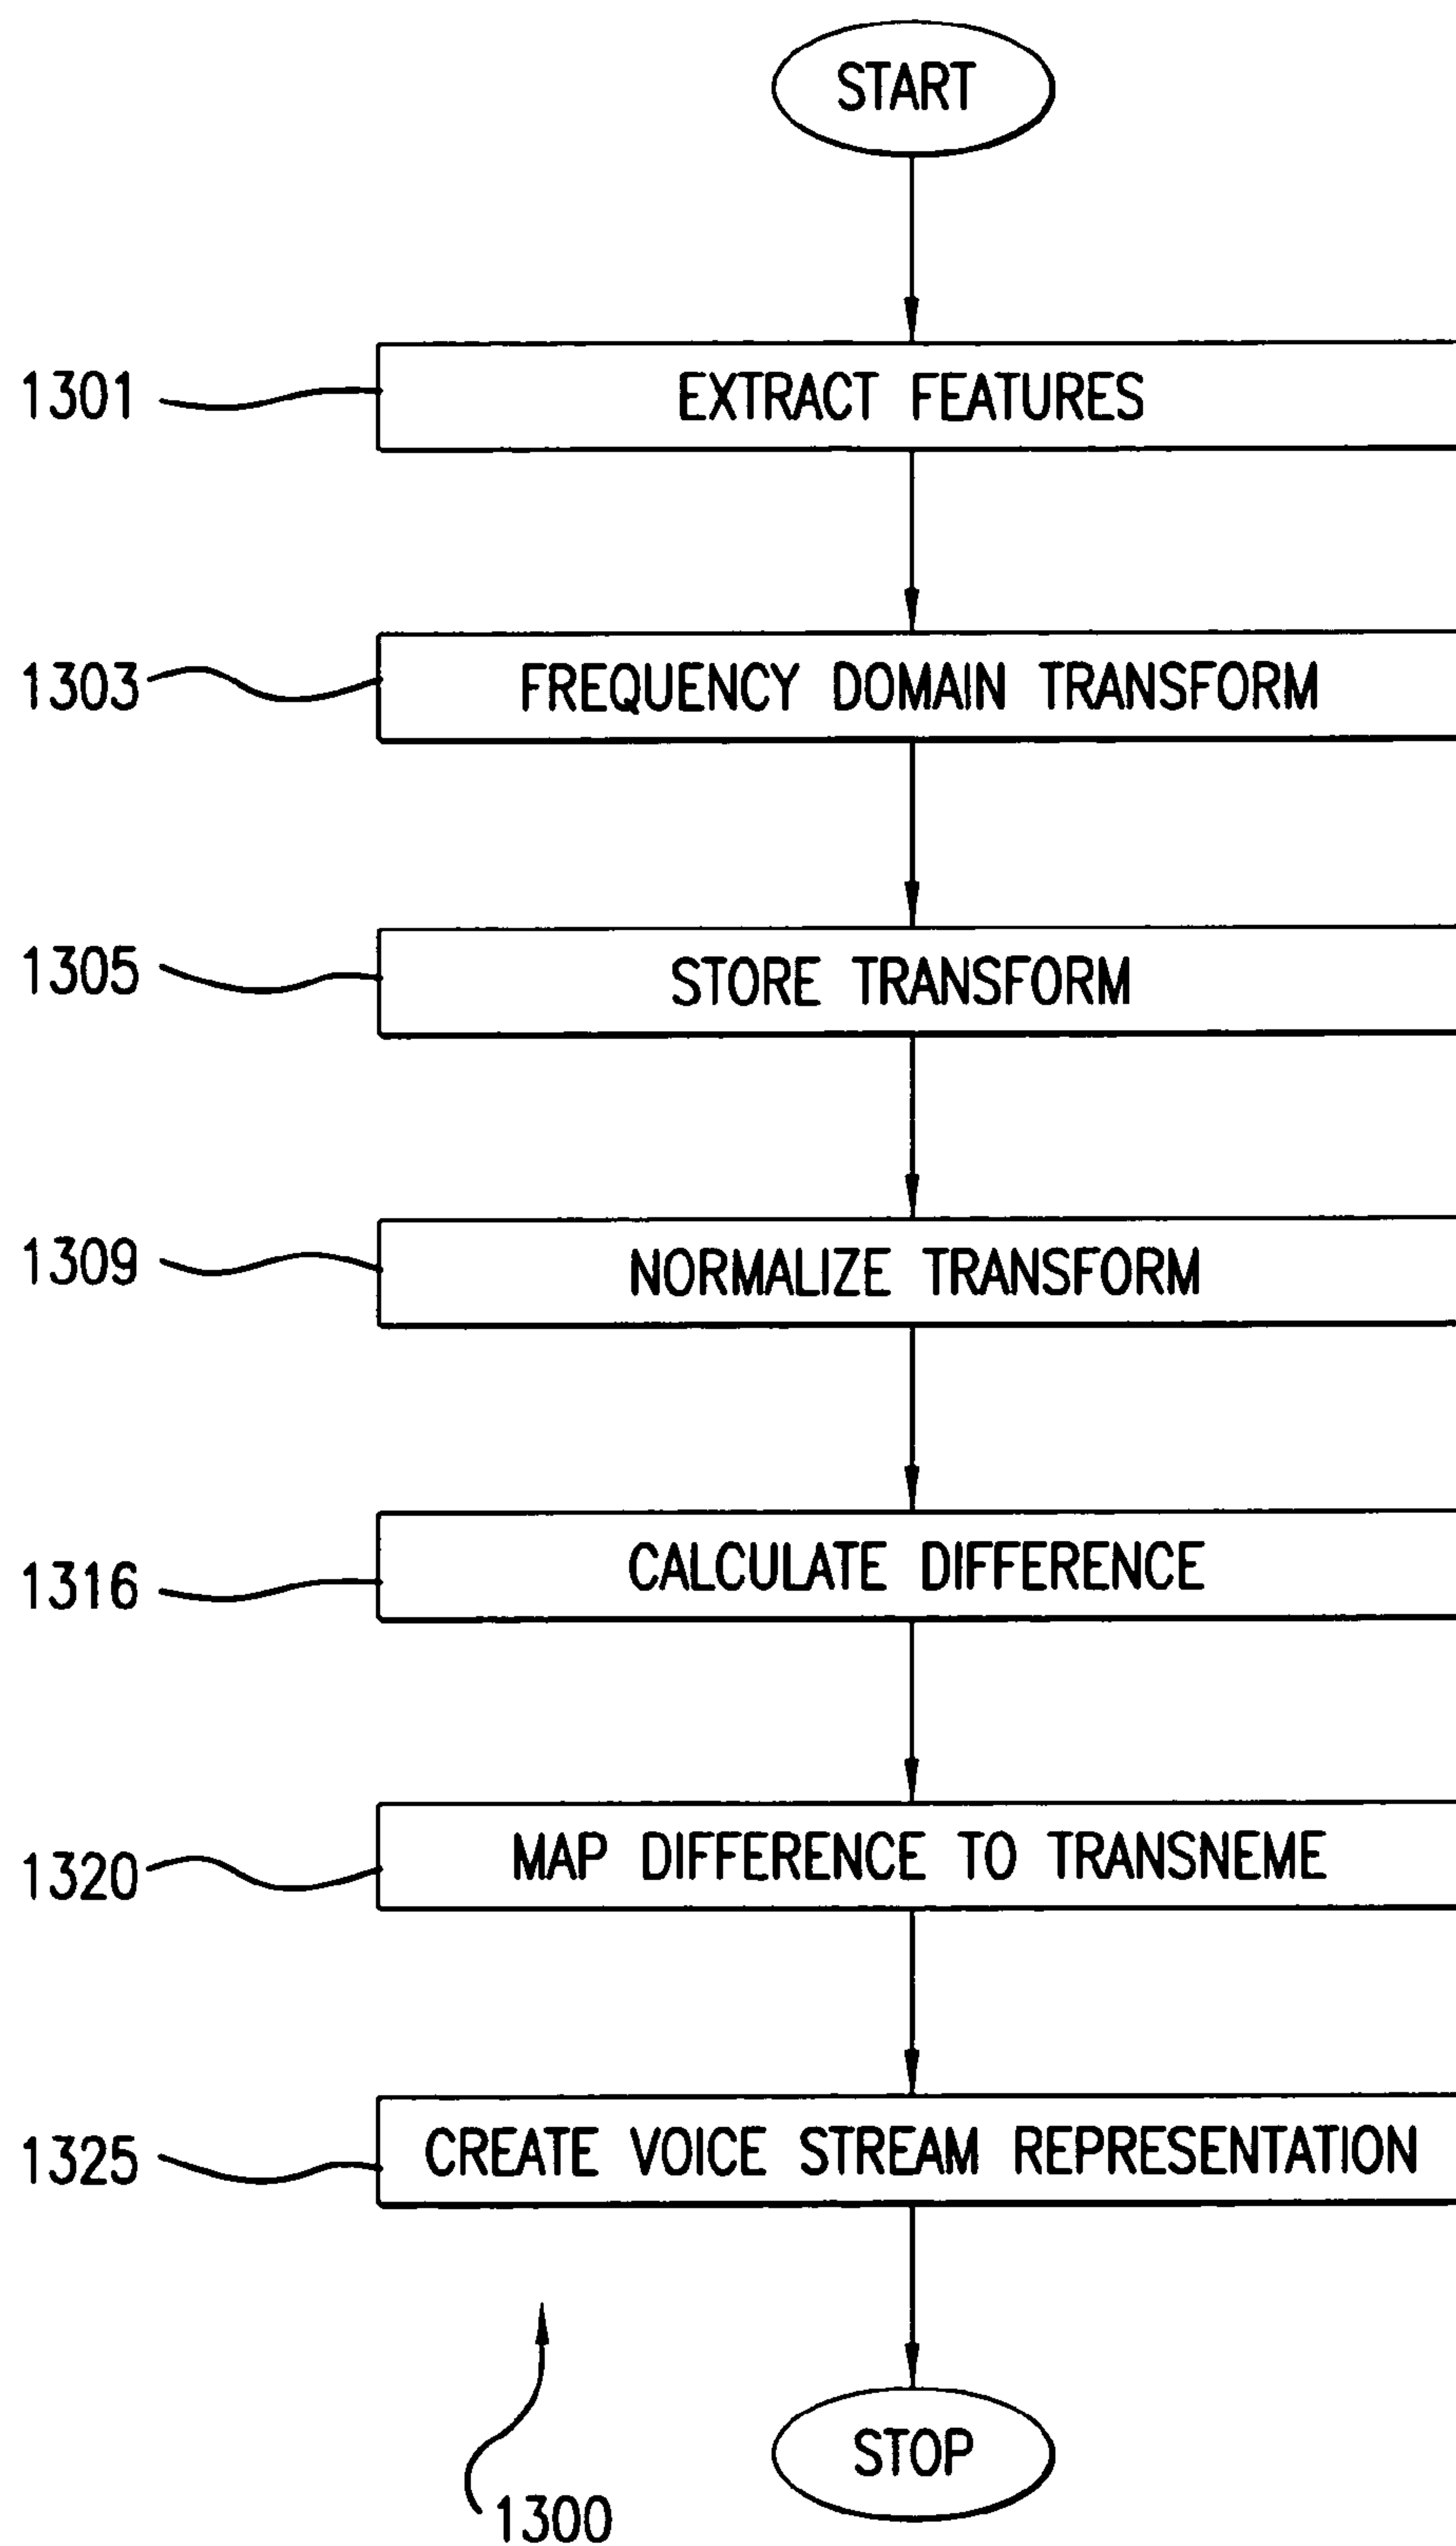 START
1301 EXTRACT FEATURES
1303 FREQUENCY DOMAIN TRANSFORM
1305 STORE TRANSFORM
1309 NORMALIZE TRANSFORM
1316 CALCULATE DIFFERENCE
1320 MAP DIFFERENCE TO TRANSNEME
1325 CREATE VOICE STREAM REPRESENTATION
STOP
1300